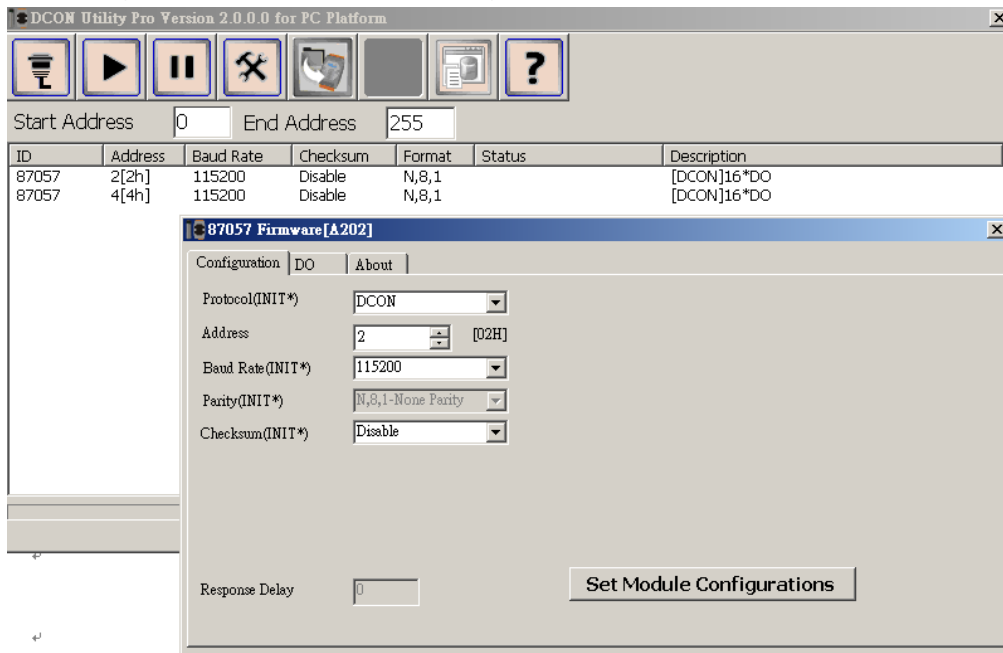 DCON Utility Pro Version 2.0.0.0 for PC Platform
Start Address 0 End Address 255
ID Address Baud Rate Checksum Format Status Description
87057 2[2h] 115200 Disable N,8,1 [DCON]16*DO
87057 4[4h] 115200 Disable N,8,1 [DCON]16*DO
87057 Firmware[A202]
Configuration DO About
Protocol(INIT*) DCON
Address 2 [02H]
Baud Rate(INIT*) 115200
Parity(INIT*) N,8,1-None Parity
Checksum(INIT*) Disable
Response Delay 0 Set Module Configurations